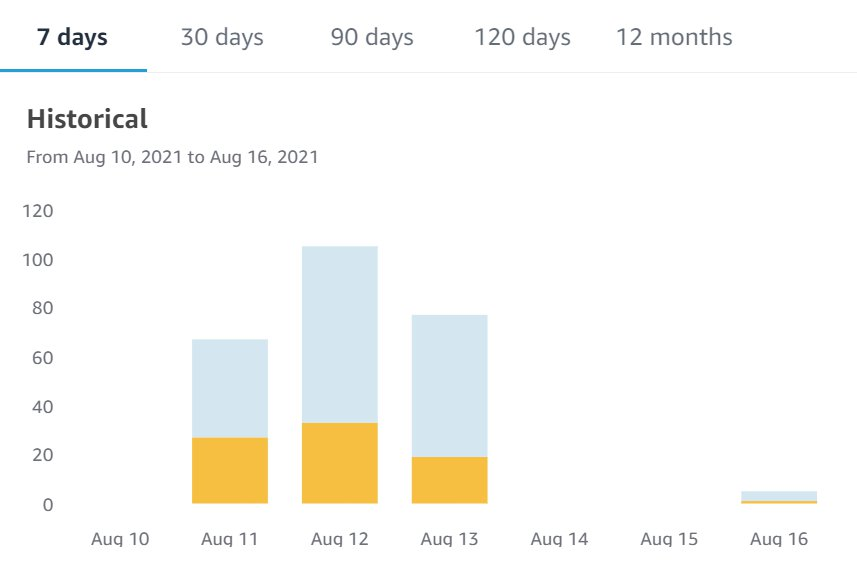 7 days 30 days 90 days 120 days 12 months
Historical
From Aug 10, 2021 to Aug 16, 2021
120
100
80
60
40
20
0
Aug 10 Aug 11 Aug 12 Aug 13 Aug 14 Aug 15 Aug 16